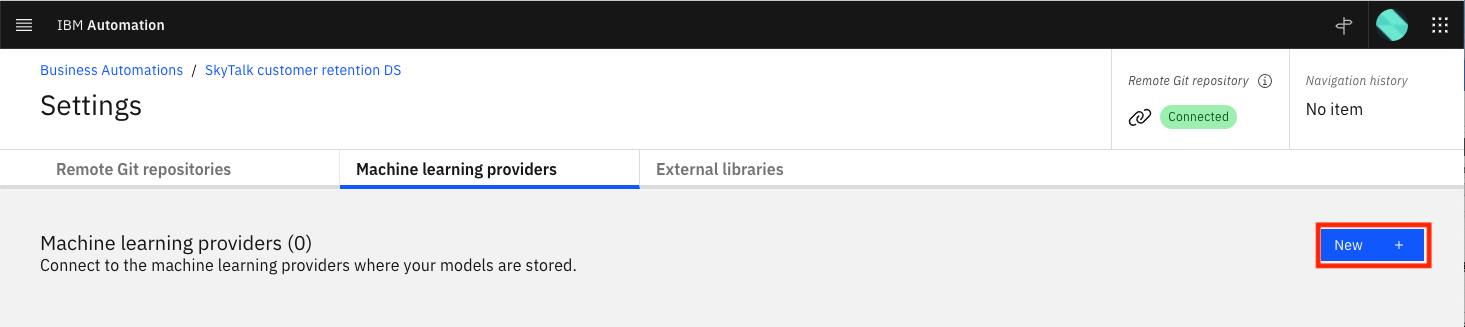 IBM Automation
Business Automations / SkyTalk customer retention DS
Settings
Remote Git repository
Connected
Navigation history
No item
Remote Git repositories
Machine learning providers
External libraries
Machine learning providers (0)
Connect to the machine learning providers where your models are stored.
New +